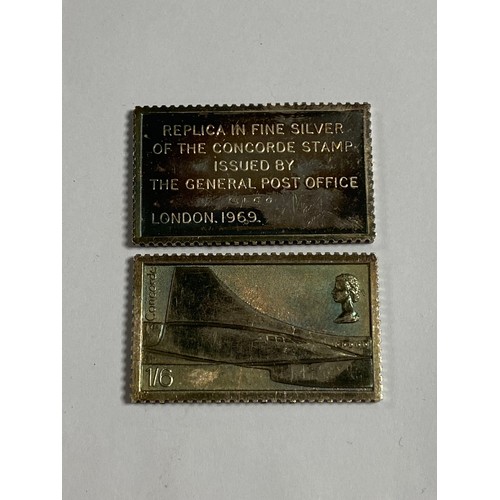 REPLICA IN FINE SILVER
OF THE CONCORDE STAMP
ISSUED BY
THE GENERAL POST OFFICE
LONDON. 1969.
Concorde
1/6